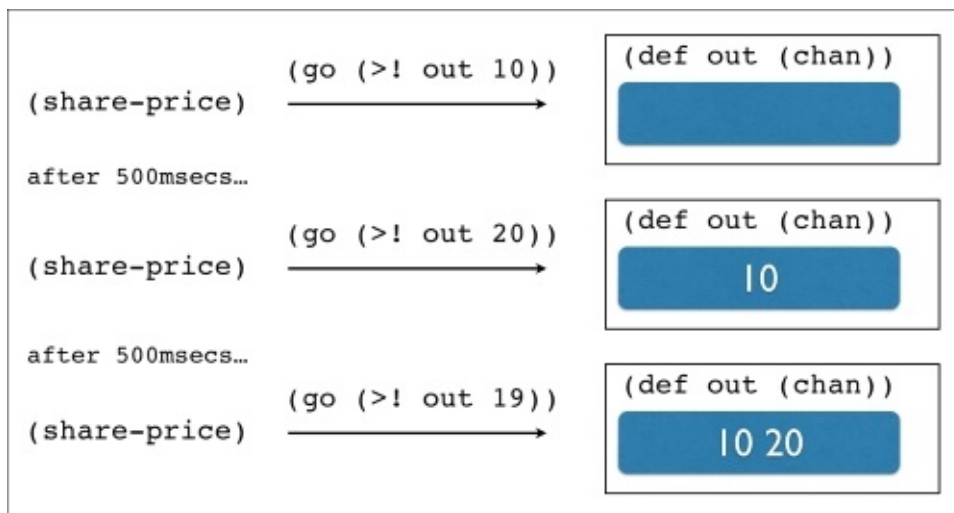 (def out (chan))
(go (>! out 10))
(share-price)
after 500msecs…
(def out (chan))
(go (>! out 20))
(share-price)
10
after 500msecs…
(def out (chan))
(go (>! out 19))
(share-price)
10 20